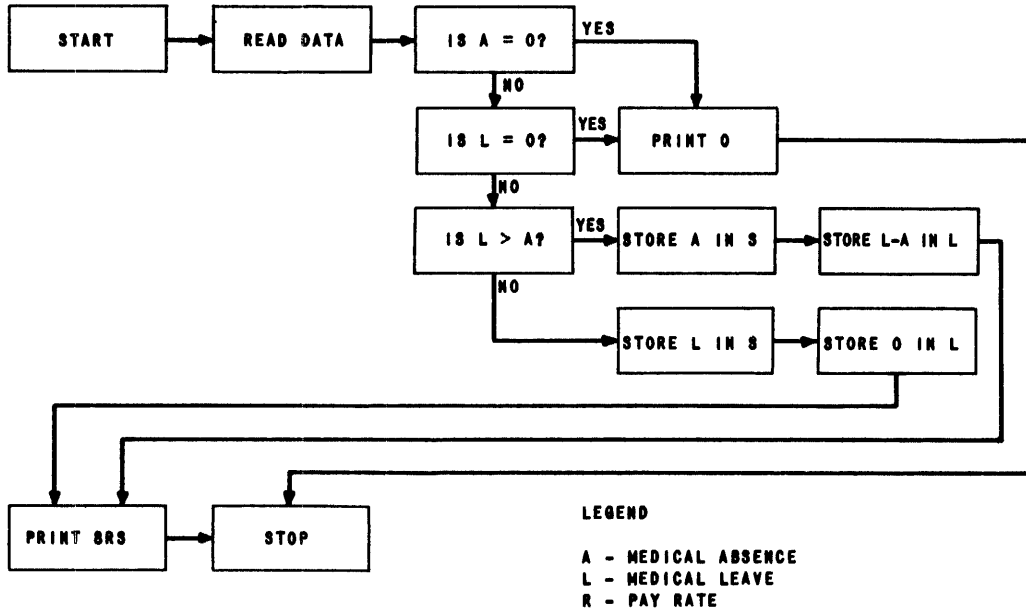 START
READ DATA
IS A = 0?
YES
NO
IS L = 0?
YES
PRINT 0
NO
IS L > A?
YES
STORE A IN S
STORE L-A IN L
NO
STORE L IN S
STORE 0 IN L
PRINT 8RS
STOP
LEGEND
A - MEDICAL ABSENCE
L - MEDICAL LEAVE
R - PAY RATE